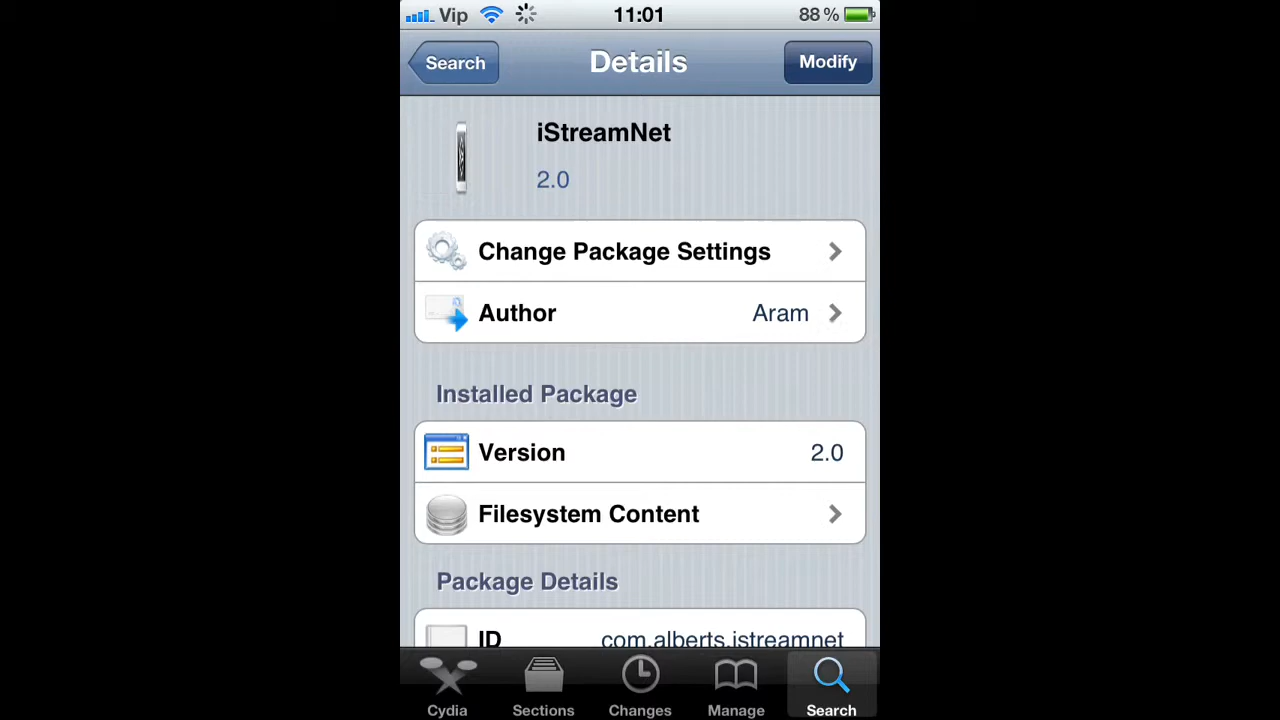 Vip 11:01 88 %
Search Details Modify
iStreamNet
2.0
Change Package Settings
Author Aram
Installed Package
Version 2.0
Filesystem Content
Package Details
ID com.alberts.istreamnet
Cydia Sections Changes Manage Search